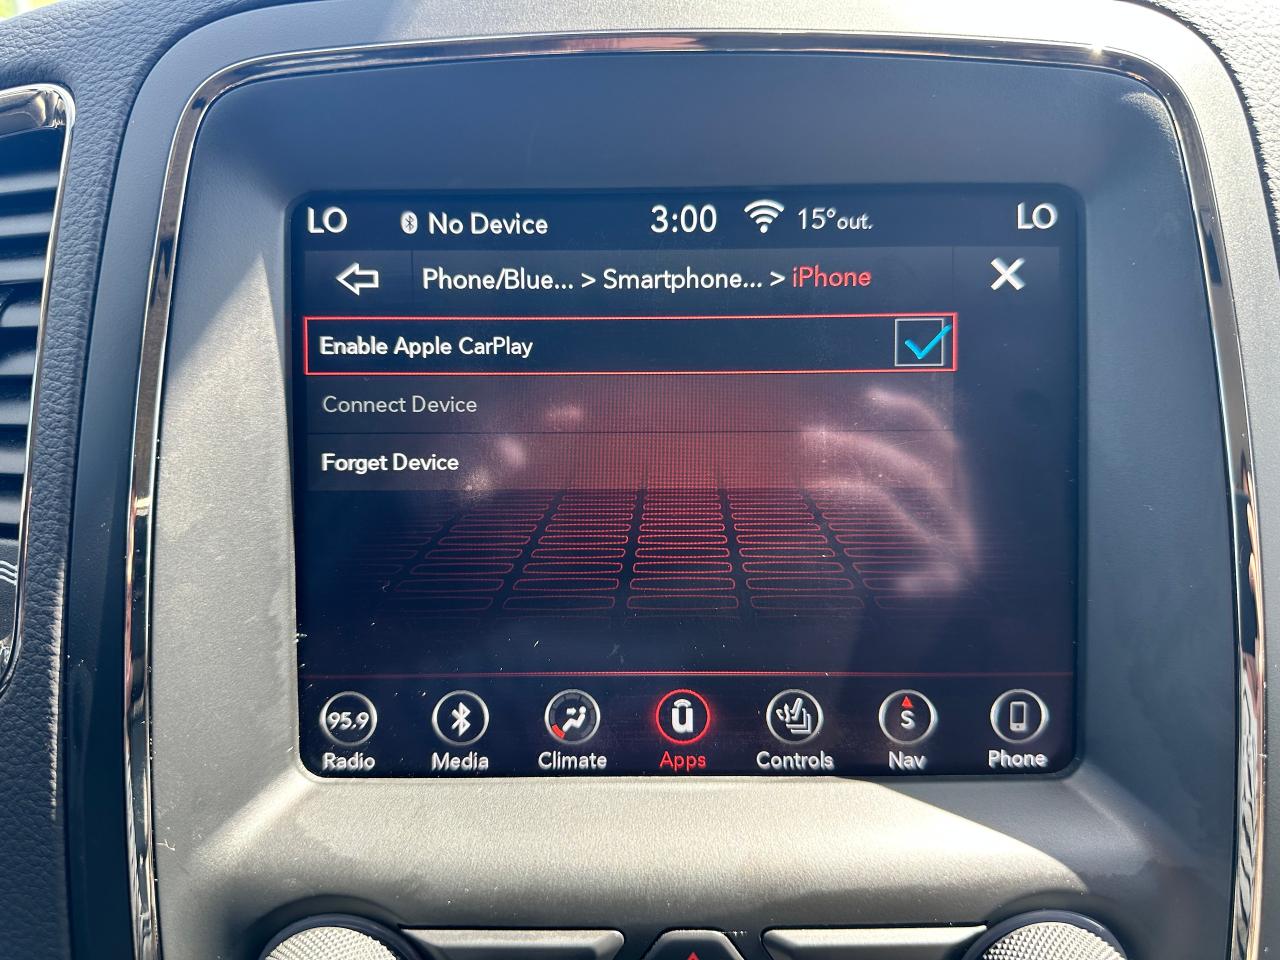 LO No Device 3:00 15°out. LO
Phone/Blue... > Smartphone... > iPhone
Enable Apple CarPlay
Connect Device
Forget Device
95.9 S
Radio Media Climate Apps Controls Nav Phone